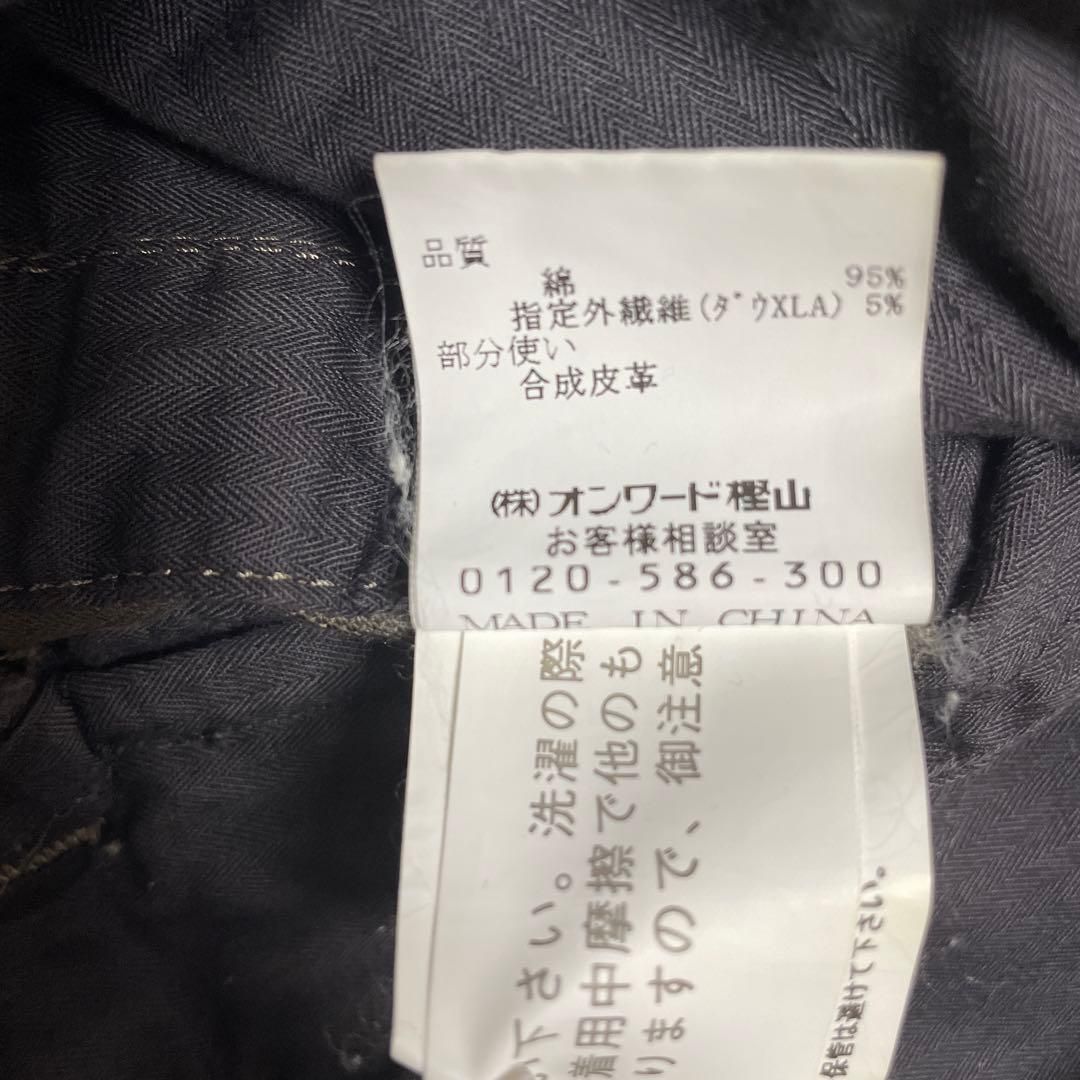 品質
綿 95%
指定外繊維(ダウXLA) 5%
部分使い
合成皮革
(株)オンワード樫山
お客様相談室
0120-586-300
MADE IN CHINA
下さい。洗濯の際
着用中摩擦で他のも
りますので、御注意
保管は避けて下さい。